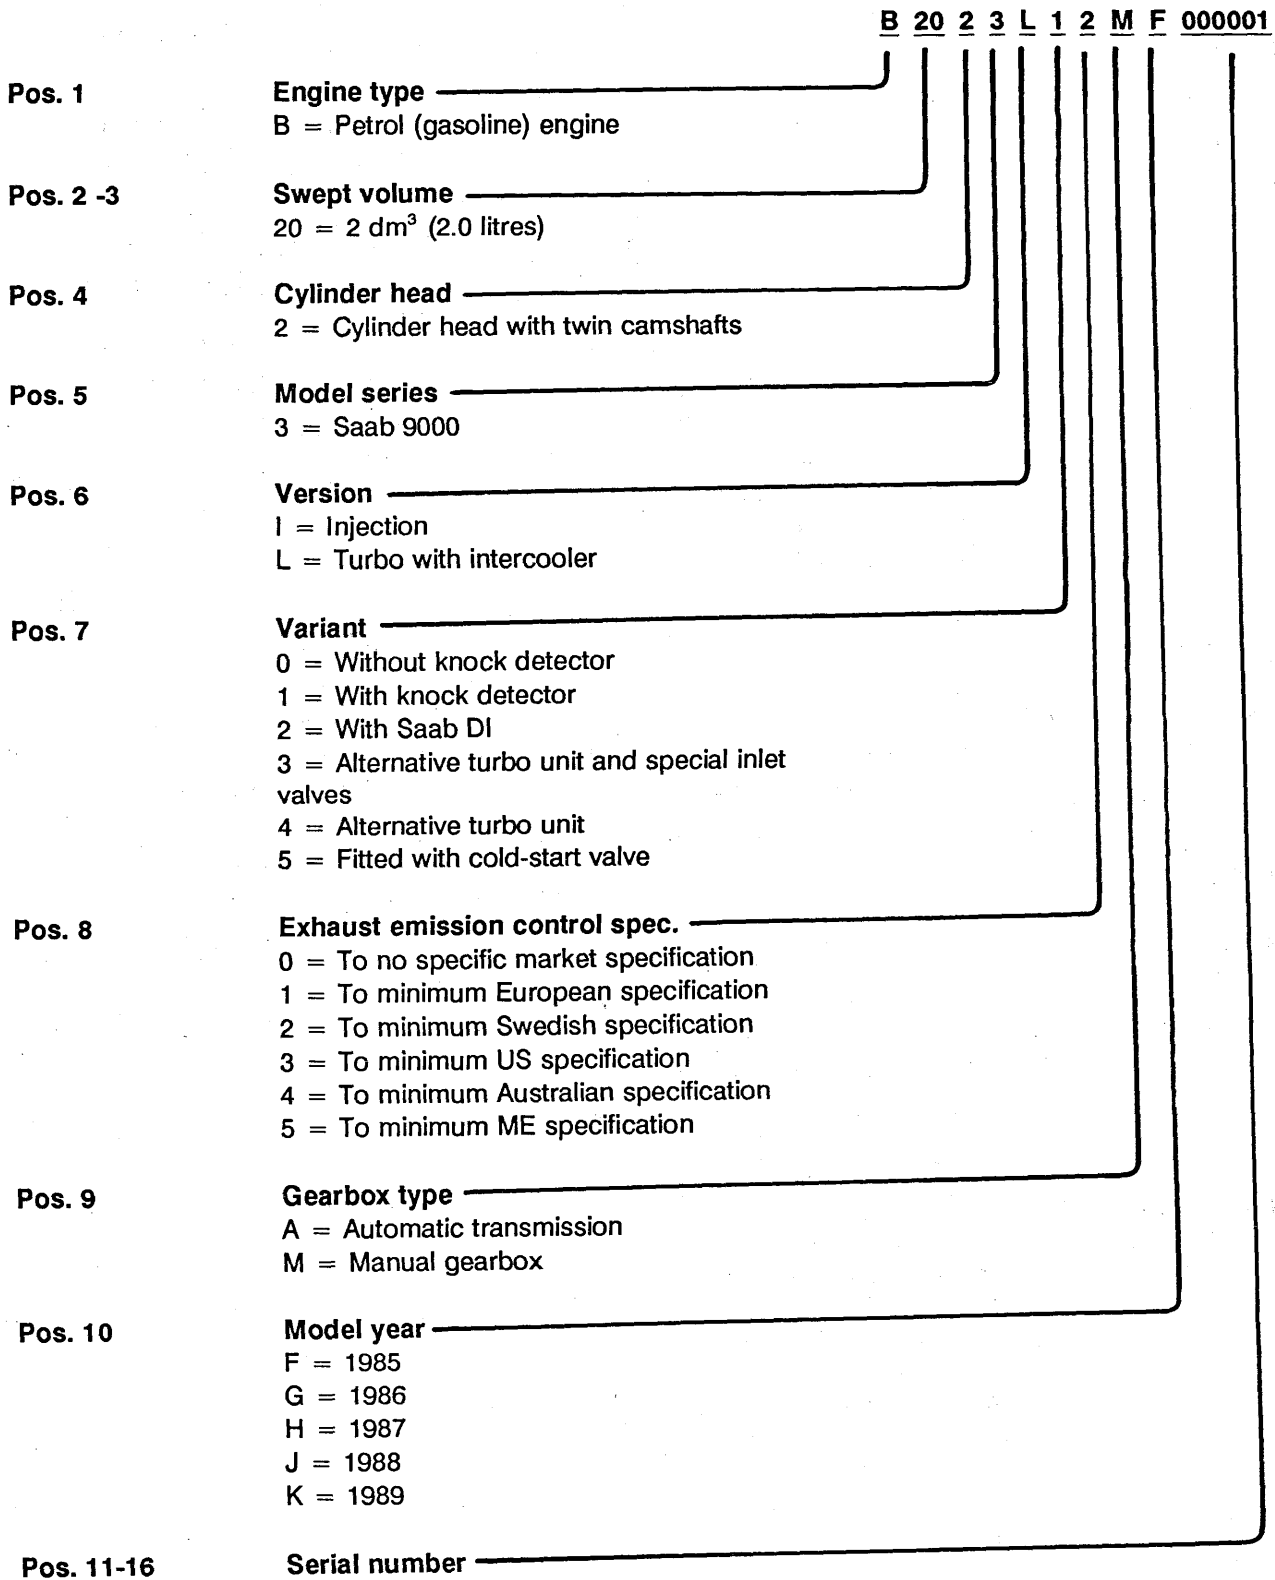 B 20 2 3 L 1 2 M F 000001
Pos. 1 Engine type
B = Petrol (gasoline) engine
Pos. 2 -3 Swept volume
20 = 2 dm³ (2.0 litres)
Pos. 4 Cylinder head
2 = Cylinder head with twin camshafts
Pos. 5 Model series
3 = Saab 9000
Pos. 6 Version
I = Injection
L = Turbo with intercooler
Pos. 7 Variant
0 = Without knock detector
1 = With knock detector
2 = With Saab DI
3 = Alternative turbo unit and special inlet
valves
4 = Alternative turbo unit
5 = Fitted with cold-start valve
Pos. 8 Exhaust emission control spec.
0 = To no specific market specification
1 = To minimum European specification
2 = To minimum Swedish specification
3 = To minimum US specification
4 = To minimum Australian specification
5 = To minimum ME specification
Pos. 9 Gearbox type
A = Automatic transmission
M = Manual gearbox
Pos. 10 Model year
F = 1985
G = 1986
H = 1987
J = 1988
K = 1989
Pos. 11-16 Serial number